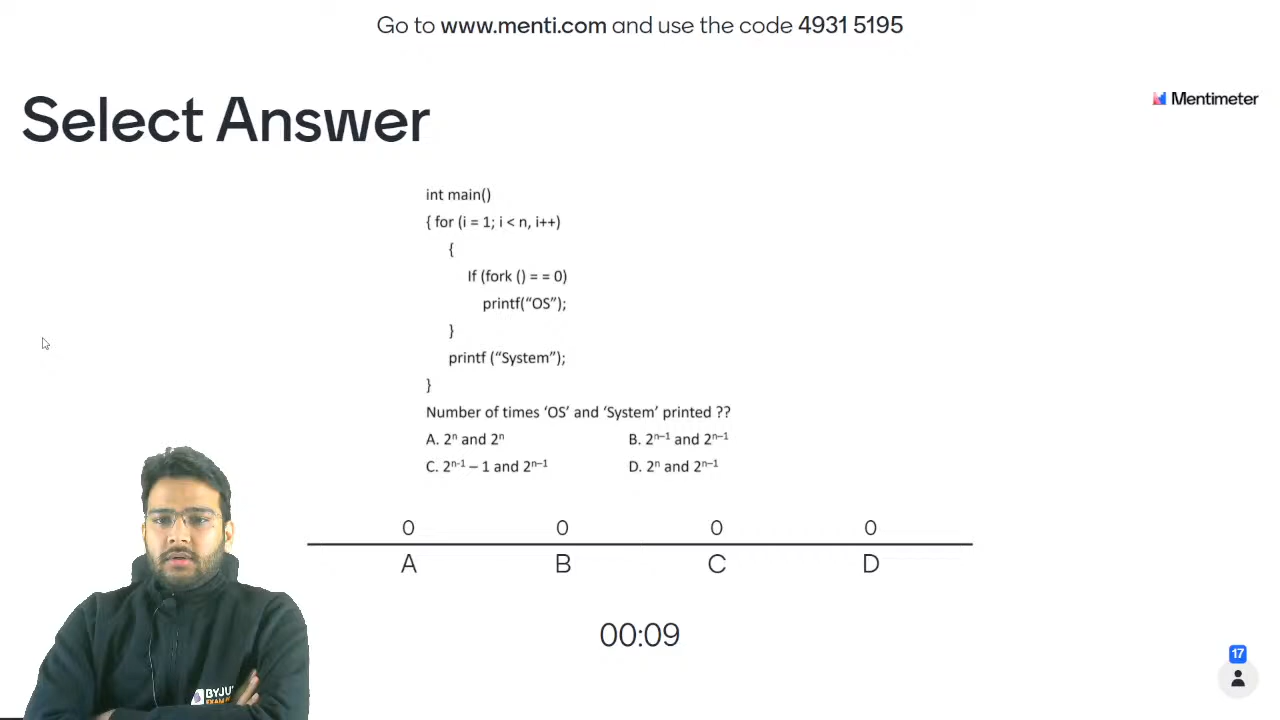 Go to www.menti.com and use the code 4931 5195
Select Answer
Mentimeter
int main()
{ for (i = 1; i < n, i++)
{
If (fork () = = 0)
printf(“OS”);
}
printf (“System”);
}
Number of times ‘OS’ and ‘System’ printed ??
A. 2ⁿ and 2ⁿ B. 2ⁿ⁻¹ and 2ⁿ⁻¹
C. 2ⁿ⁻¹ – 1 and 2ⁿ⁻¹ D. 2ⁿ and 2ⁿ⁻¹
0 0 0 0
A B C D
00:09
17
BYJU